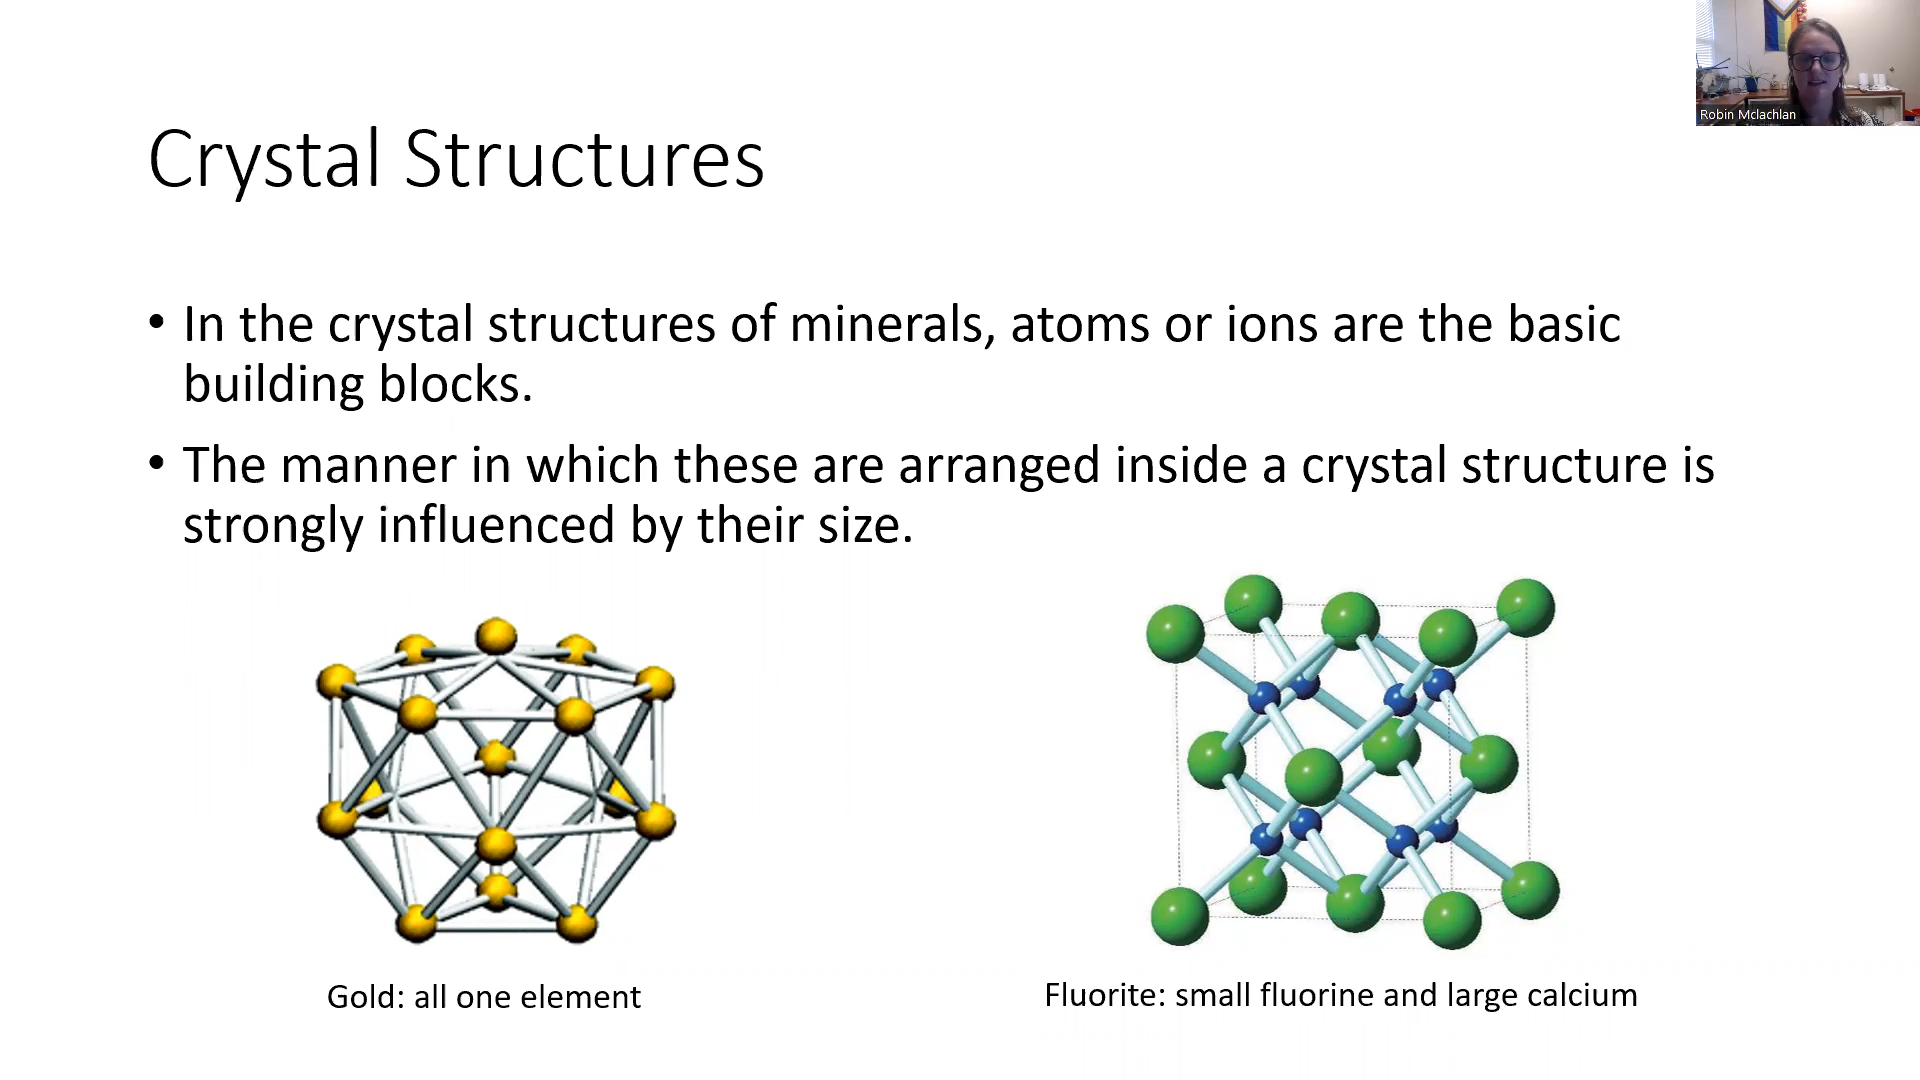 Robin Mclachlan
Crystal Structures
• In the crystal structures of minerals, atoms or ions are the basic
building blocks.
• The manner in which these are arranged inside a crystal structure is
strongly influenced by their size.
Gold: all one element
Fluorite: small fluorine and large calcium